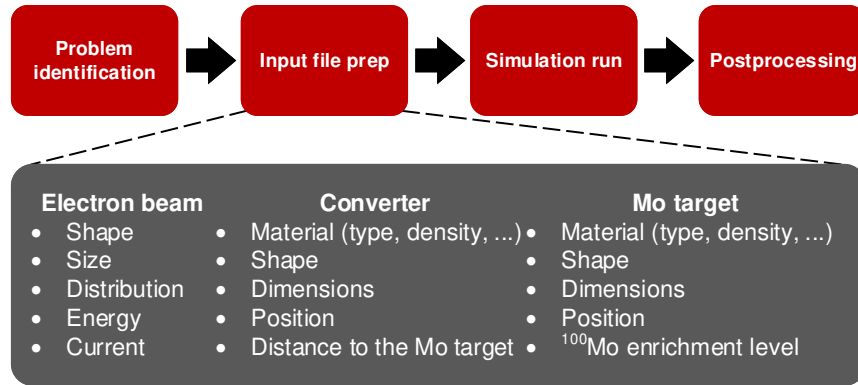 Problem
identification
Input file prep
Simulation run
Postprocessing
Electron beam
• Shape
• Size
• Distribution
• Energy
• Current
Converter
• Material (type, density, ...)
• Shape
• Dimensions
• Position
• Distance to the Mo target
Mo target
• Material (type, density, ...)
• Shape
• Dimensions
• Position
• ¹⁰⁰Mo enrichment level